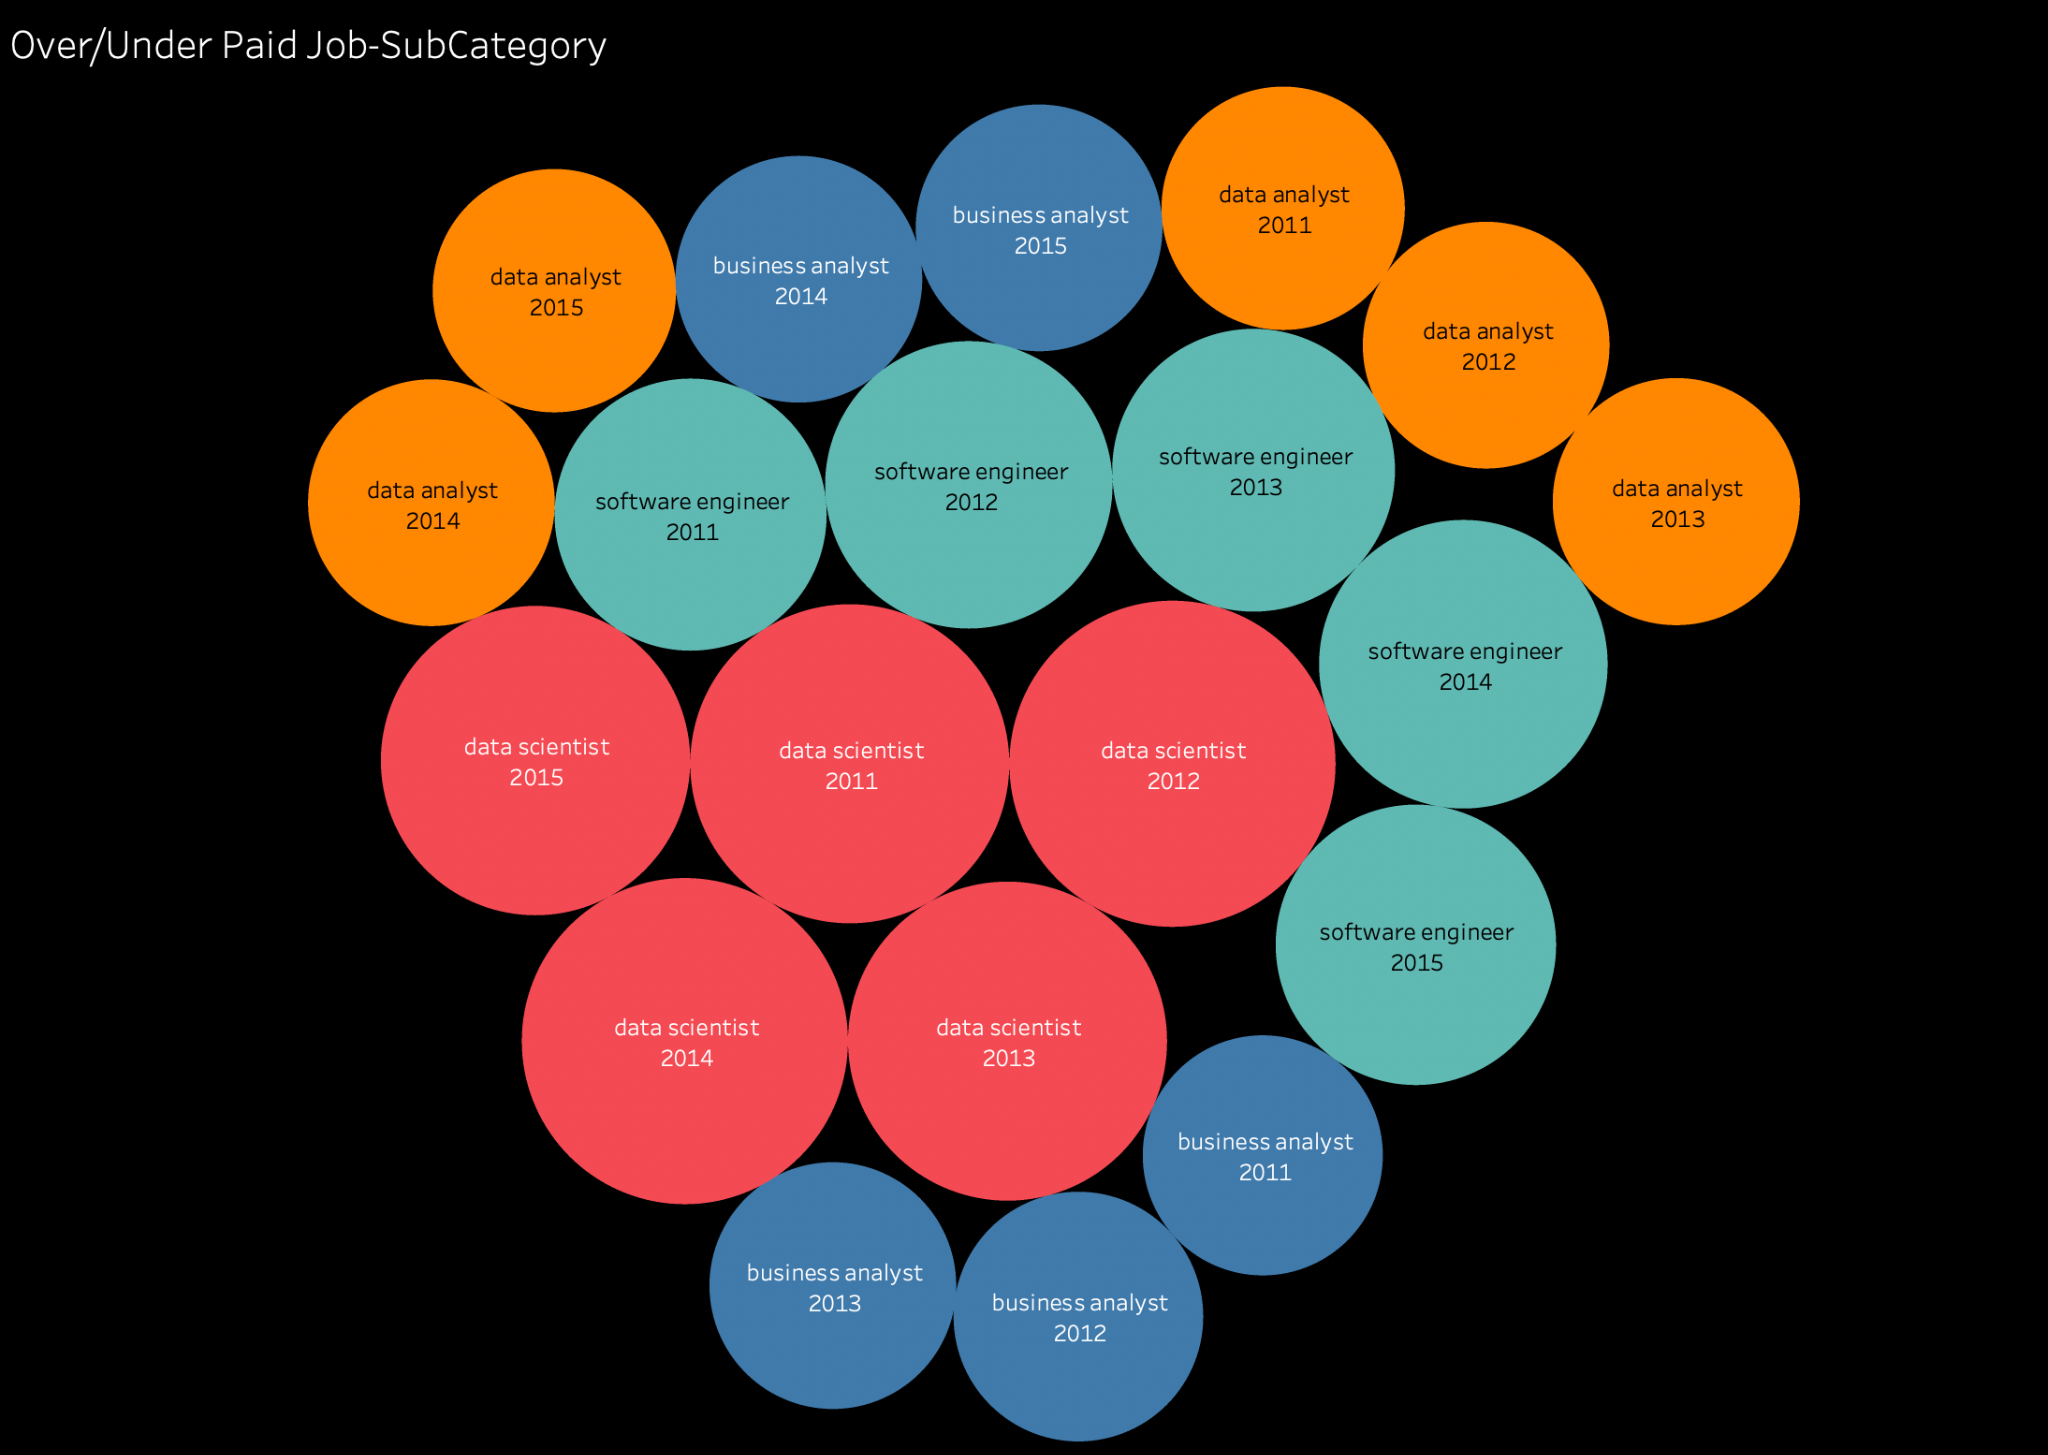 Over/Under Paid Job-SubCategory
data analyst
2011
business analyst
2015
business analyst
2014
data analyst
2015
data analyst
2012
software engineer
2013
software engineer
2012
data analyst
2013
data analyst
2014
software engineer
2011
software engineer
2014
data scientist
2015
data scientist
2011
data scientist
2012
software engineer
2015
data scientist
2014
data scientist
2013
business analyst
2011
business analyst
2013
business analyst
2012